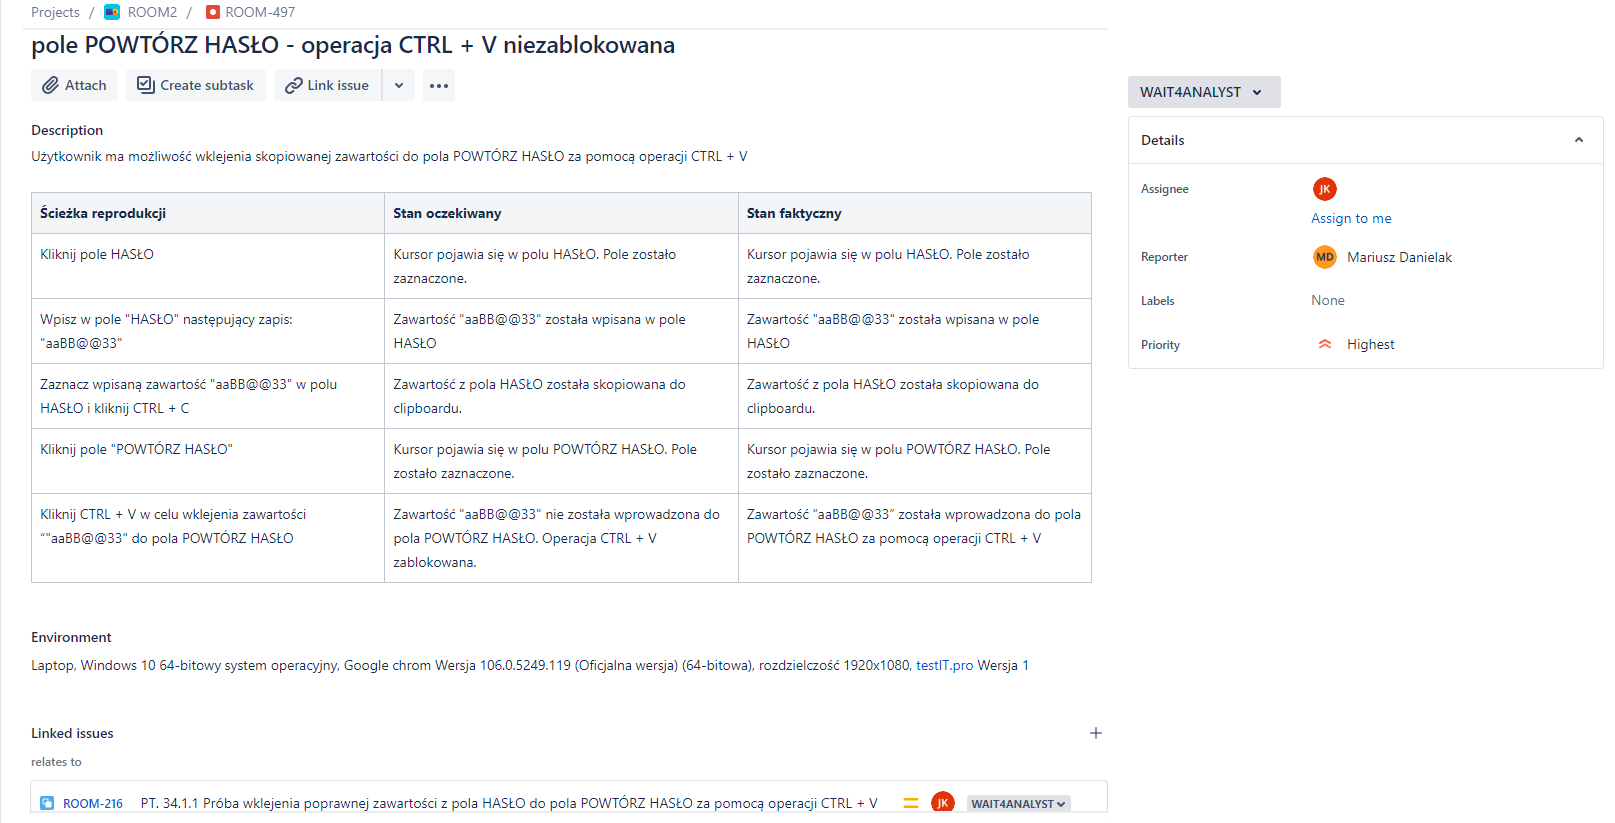 Projects / ROOM2 / ROOM-497
pole POWTÓRZ HASŁO - operacja CTRL + V niezablokowana
Attach
Create subtask
Link issue
WAIT4ANALYST
Description
Użytkownik ma możliwość wklejenia skopiowanej zawartości do pola POWTÓRZ HASŁO za pomocą operacji CTRL + V
Ścieżka reprodukcji
Stan oczekiwany
Stan faktyczny
Kliknij pole HASŁO
Kursor pojawia się w polu HASŁO. Pole zostało
zaznaczone.
Kursor pojawia się w polu HASŁO. Pole zostało
zaznaczone.
Wpisz w pole "HASŁO" następujący zapis:
"aaBB@@33"
Zawartość "aaBB@@33" została wpisana w pole
HASŁO
Zawartość "aaBB@@33" została wpisana w pole
HASŁO
Zaznacz wpisaną zawartość "aaBB@@33" w polu
HASŁO i kliknij CTRL + C
Zawartość z pola HASŁO została skopiowana do
clipboardu.
Zawartość z pola HASŁO została skopiowana do
clipboardu.
Kliknij pole "POWTÓRZ HASŁO"
Kursor pojawia się w polu POWTÓRZ HASŁO. Pole
zostało zaznaczone.
Kursor pojawia się w polu POWTÓRZ HASŁO. Pole
zostało zaznaczone.
Kliknij CTRL + V w celu wklejenia zawartości
“"aaBB@@33" do pola POWTÓRZ HASŁO
Zawartość "aaBB@@33" nie została wprowadzona do
pola POWTÓRZ HASŁO. Operacja CTRL + V
zablokowana.
Zawartość “aaBB@@33” została wprowadzona do pola
POWTÓRZ HASŁO za pomocą operacji CTRL + V
Environment
Laptop, Windows 10 64-bitowy system operacyjny, Google chrom Wersja 106.0.5249.119 (Oficjalna wersja) (64-bitowa), rozdzielczość 1920x1080, testIT.pro Wersja 1
Linked issues
relates to
ROOM-216 PT. 34.1.1 Próba wklejenia poprawnej zawartości z pola HASŁO do pola POWTÓRZ HASŁO za pomocą operacji CTRL + V JK WAIT4ANALYST
Details
Assignee JK
Assign to me
Reporter MD Mariusz Danielak
Labels None
Priority Highest